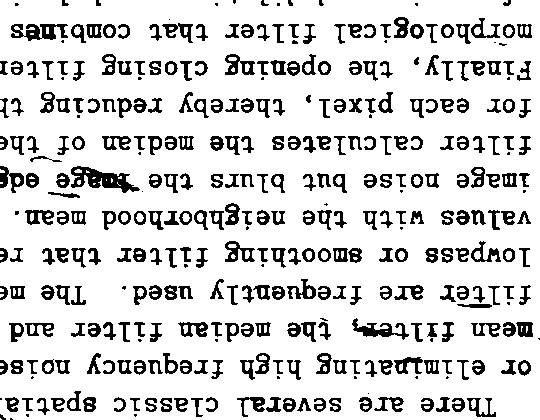 There are several classic spatia
or eliminating high frequency noise
mean filter, the median filter and
filter are frequently used. The me
lowpass or smoothing filter that re
values with the neighborhood mean.
image noise but blurs the image edg
filter calculates the median of the
for each pixel, thereby reducing th
Finally, the opening closing filter
morphological filter that combines